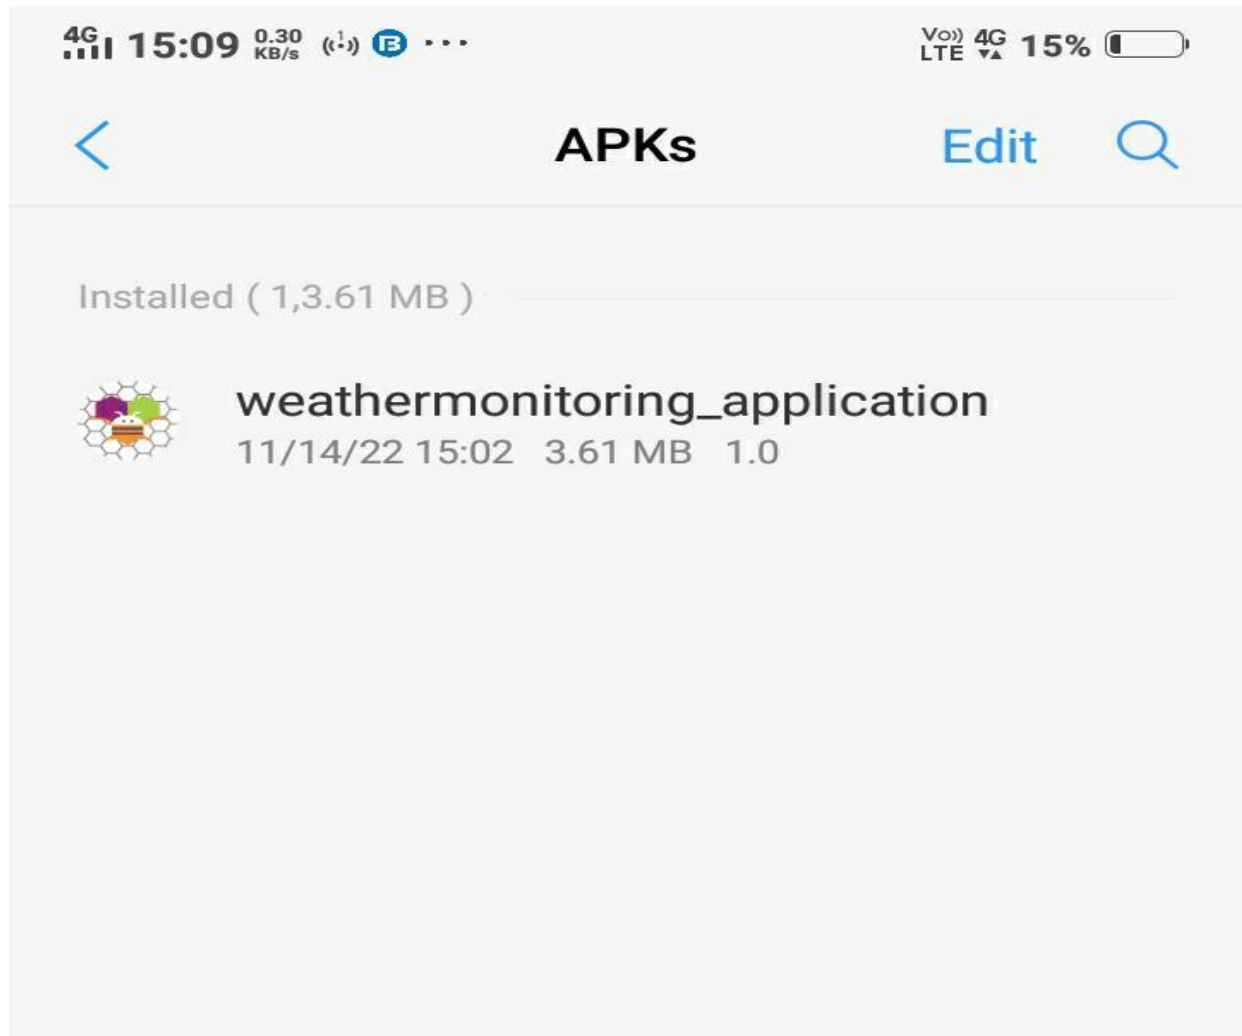 4G 15:09 0.30 KB/s 1 B ... Vo)) LTE 4G 15%
APKs Edit
Installed ( 1,3.61 MB )
weathermonitoring_application
11/14/22 15:02 3.61 MB 1.0